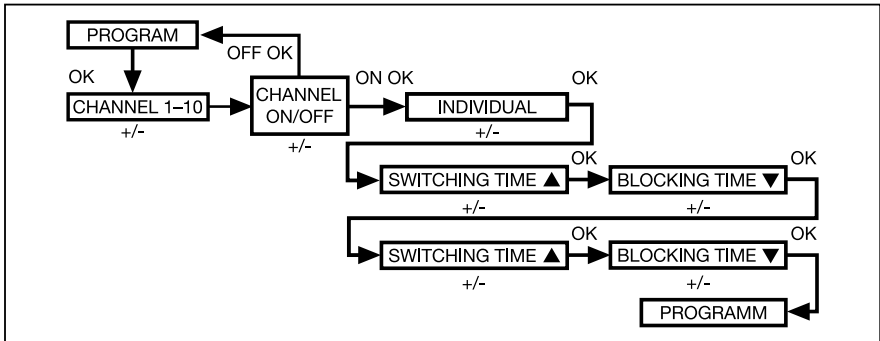 PROGRAM
OFF OK
OK
ON OK
OK
CHANNEL 1–10
CHANNEL
ON/OFF
INDIVIDUAL
+/-
+/-
+/-
OK
OK
SWITCHING TIME ▲
BLOCKING TIME ▼
+/-
+/-
OK
OK
SWITCHING TIME ▲
BLOCKING TIME ▼
+/-
+/-
PROGRAMM